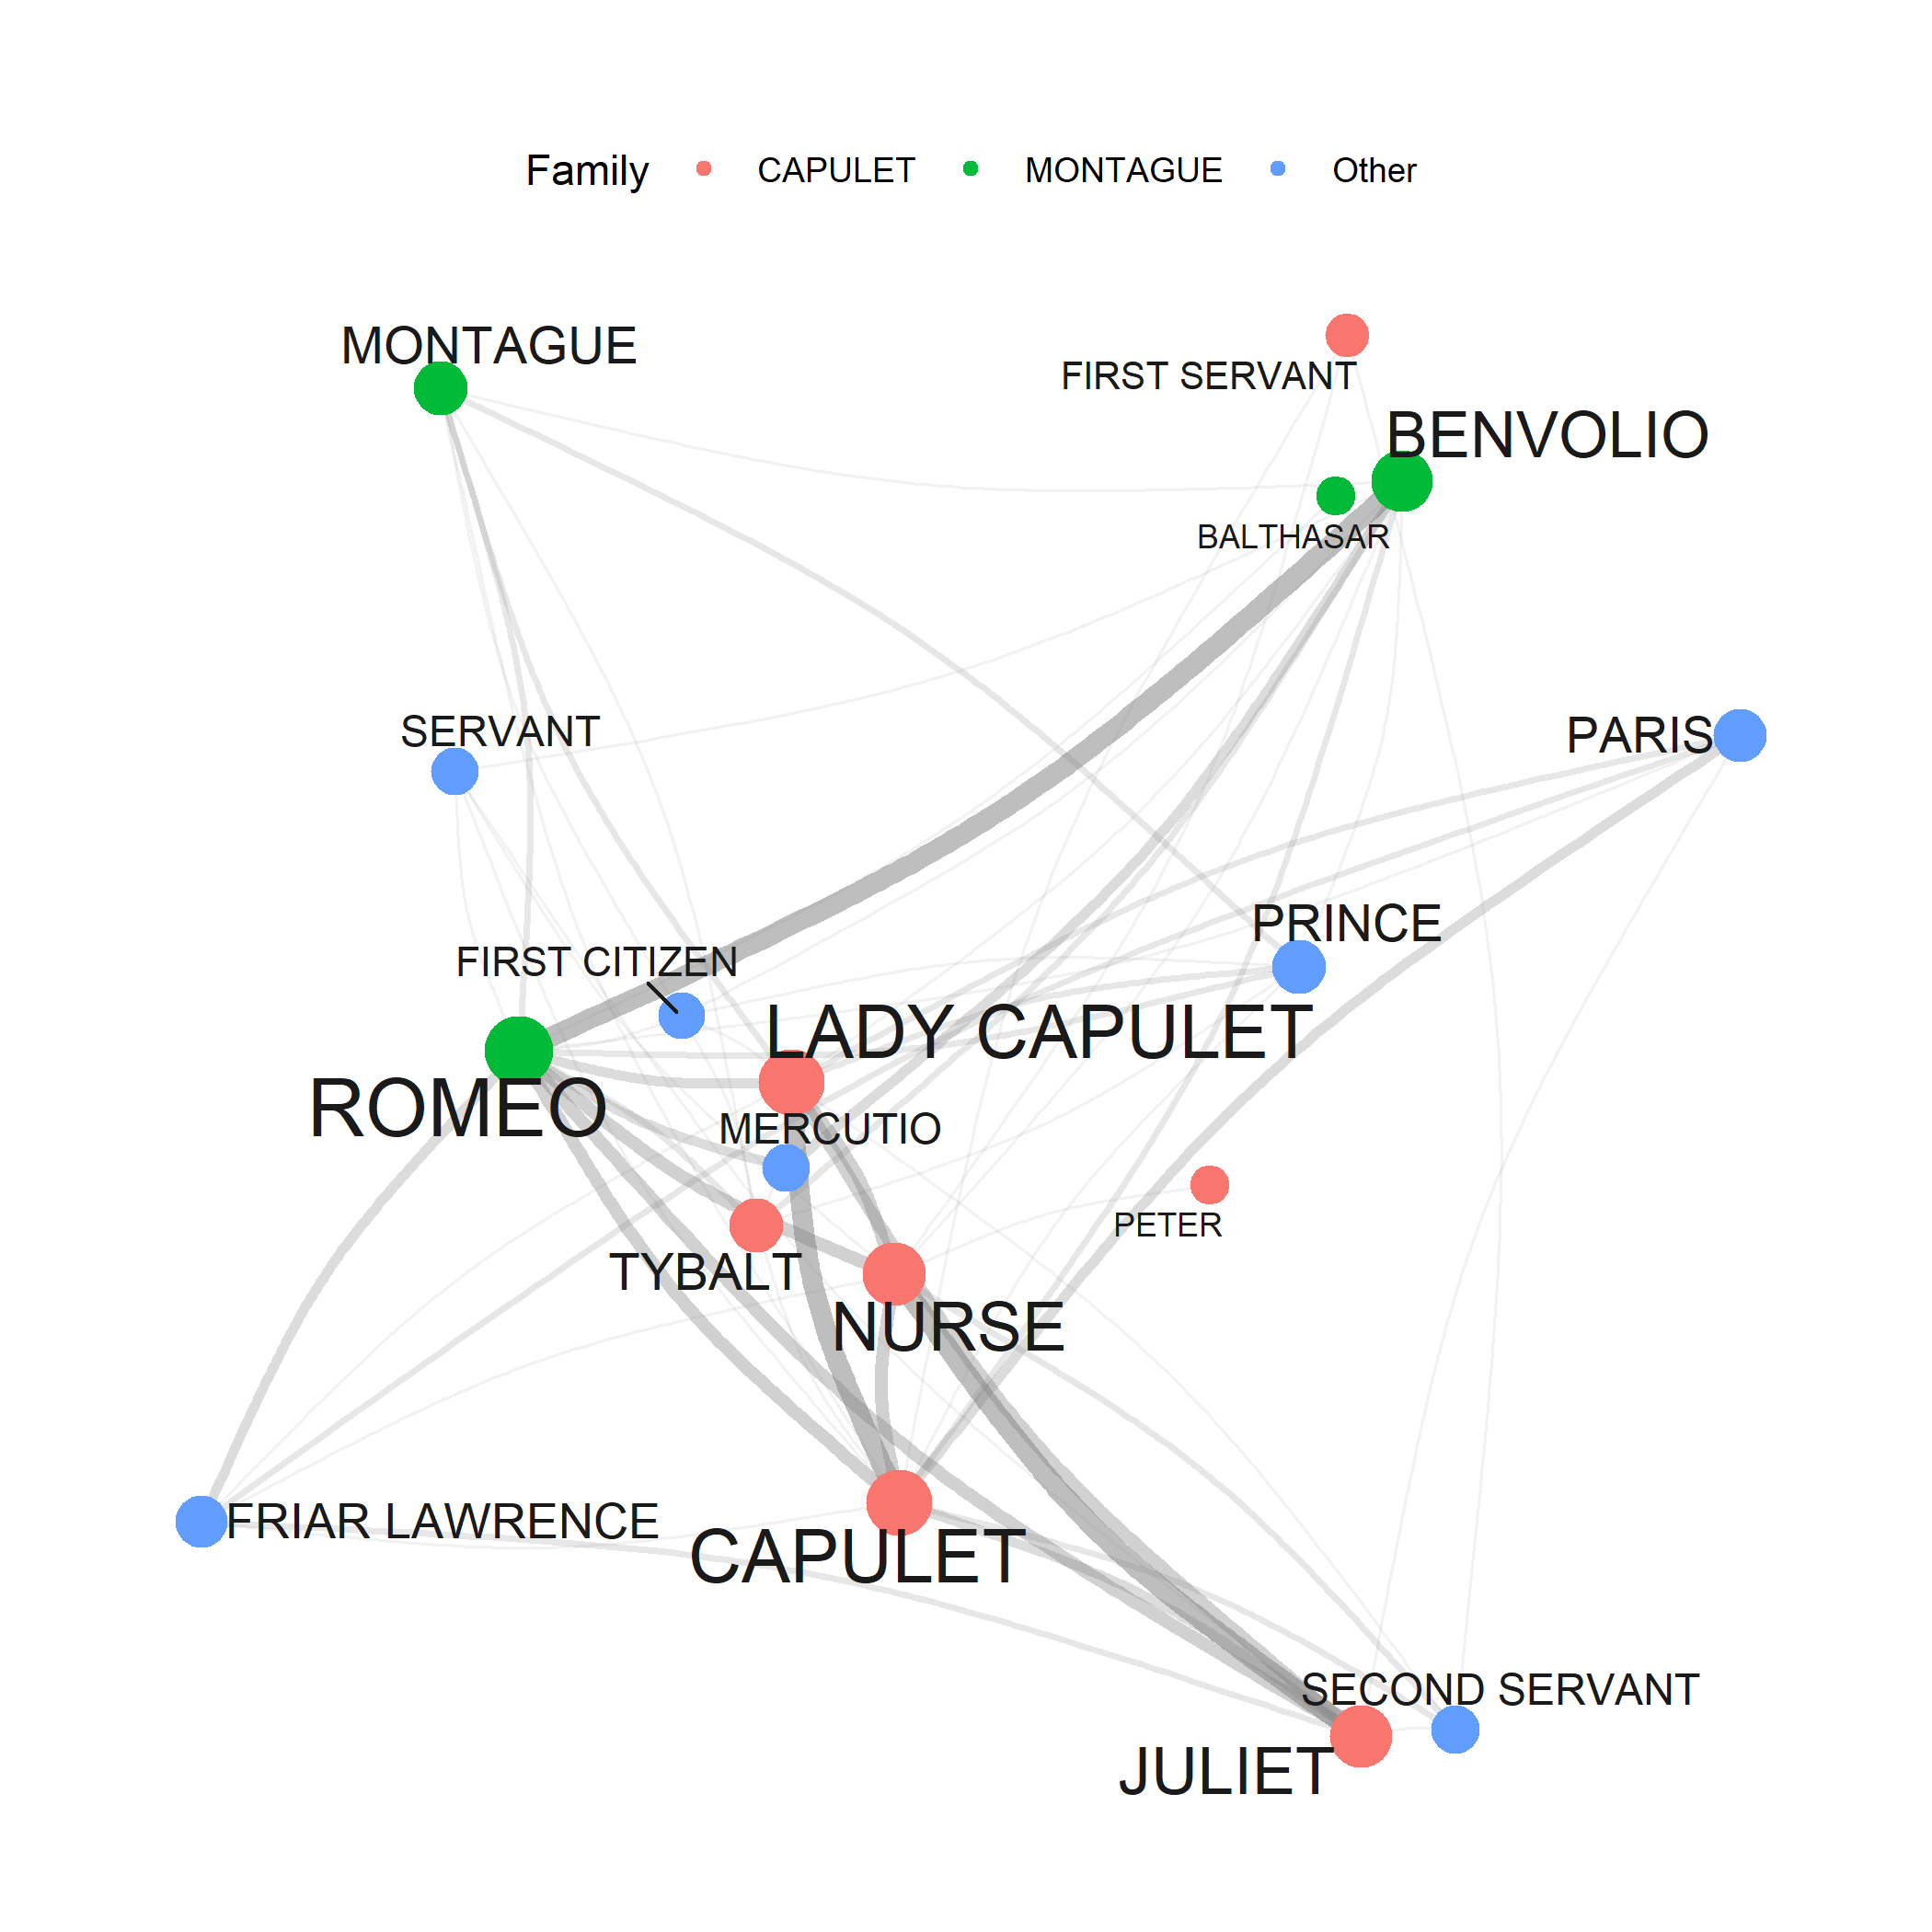 Family CAPULET MONTAGUE Other
MONTAGUE
FIRST SERVANT
BENVOLIO
BALTHASAR
SERVANT
PARIS
PRINCE
FIRST CITIZEN
LADY CAPULET
ROMEO
MERCUTIO
PETER
TYBALT
NURSE
FRIAR LAWRENCE
CAPULET
SECOND SERVANT
JULIET